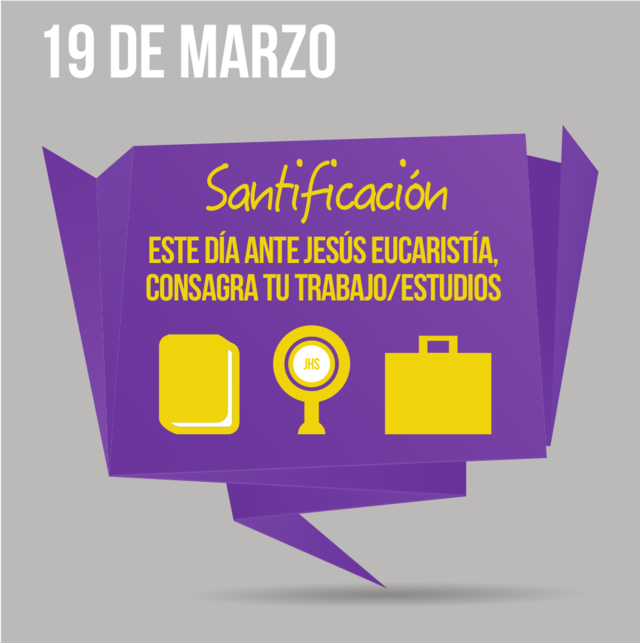 19 DE MARZO
Santificación
ESTE DÍA ANTE JESÚS EUCARISTÍA,
CONSAGRA TU TRABAJO/ESTUDIOS
JHS